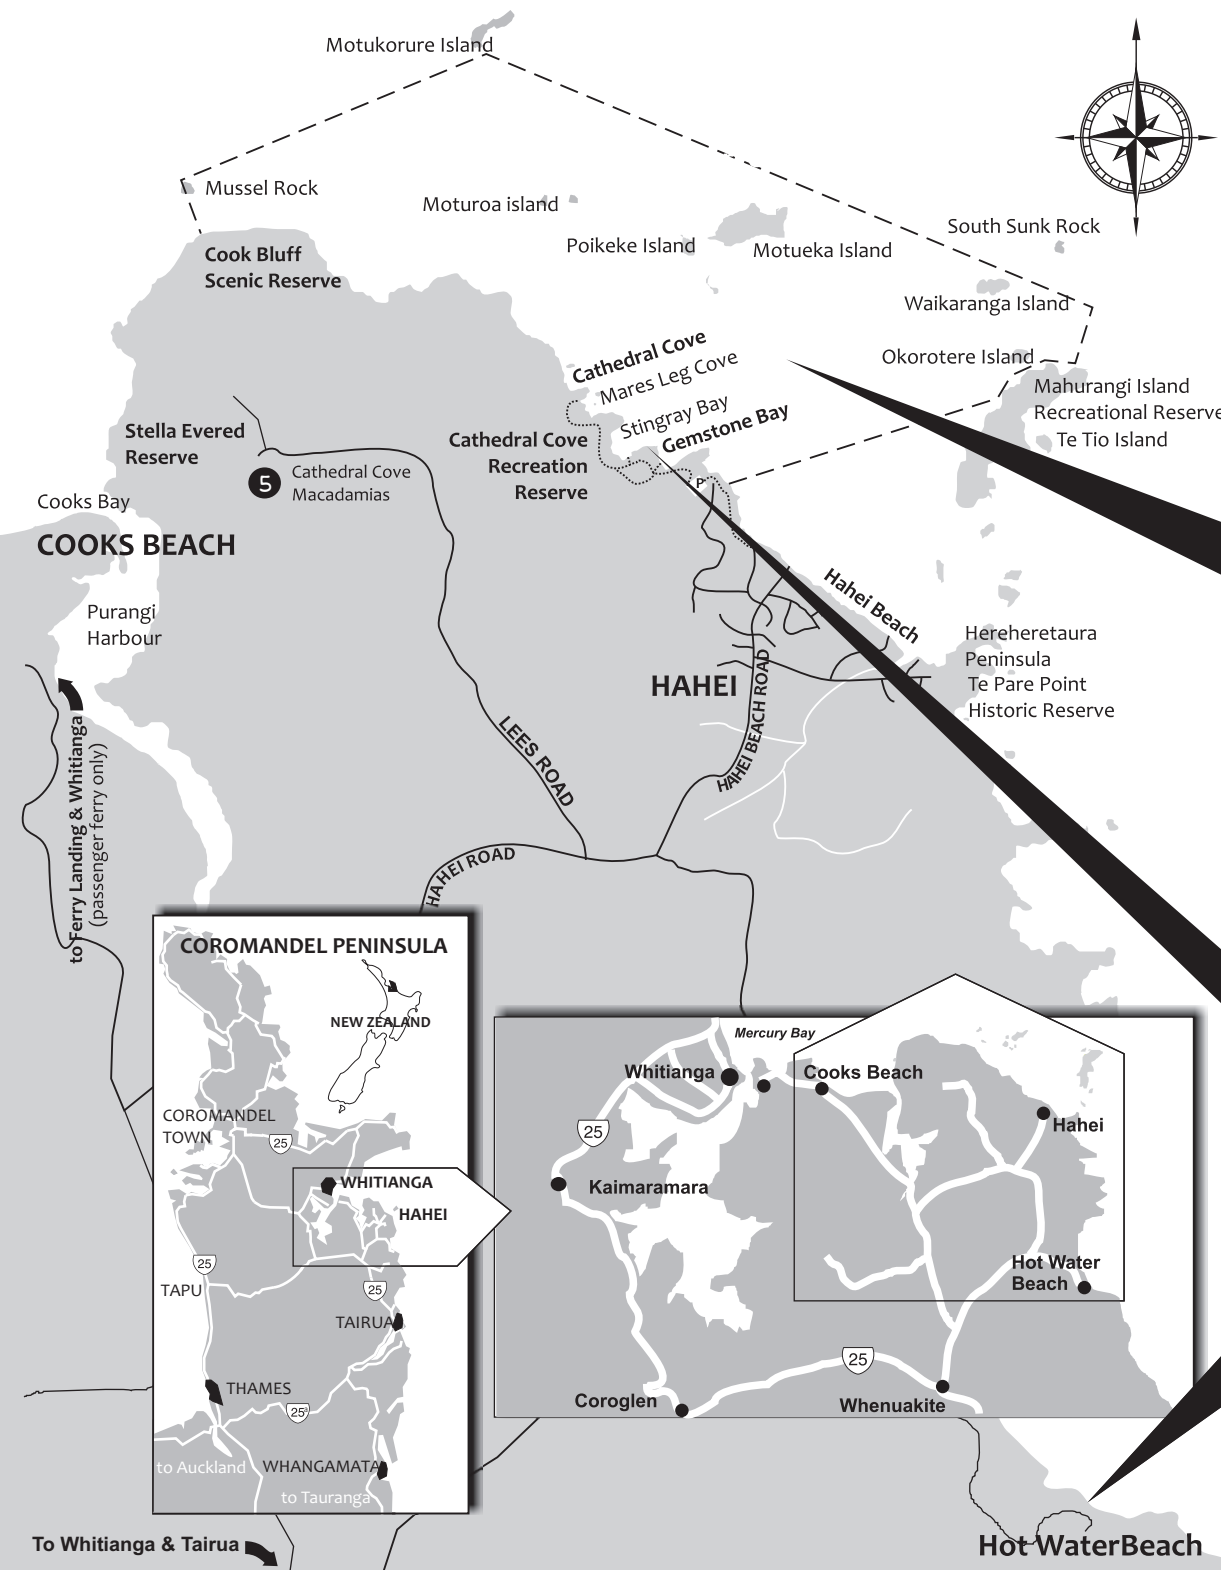 Motukorure Island
Mussel Rock
Moturoa island
Poikeke Island
Motueka Island
South Sunk Rock
Waikaranga Island
Okorotere Island
Mahurangi Island
Recreational Reserve
Te Tio Island
Cook Bluff
Scenic Reserve
Cathedral Cove
Mares Leg Cove
Stingray Bay
Gemstone Bay
Stella Evered
Reserve
5
Cathedral Cove
Macadamias
Cathedral Cove
Recreation
Reserve
P
Cooks Bay
COOKS BEACH
Purangi
Harbour
Hahei Beach
Hereheretaura
Peninsula
Te Pare Point
Historic Reserve
HAHEI
HAHEI BEACH ROAD
LEES ROAD
HAHEI ROAD
to Ferry Landing & Whitianga
(passenger ferry only)
COROMANDEL PENINSULA
NEW ZEALAND
COROMANDEL
TOWN
25
WHITIANGA
HAHEI
25
TAPU
25
TAIRUA
THAMES
25a
to Auckland
WHANGAMATA
to Tauranga
Mercury Bay
Whitianga
Cooks Beach
25
Hahei
Kaimaramara
Hot Water
Beach
25
Coroglen
Whenuakite
To Whitianga & Tairua
Hot WaterBeach